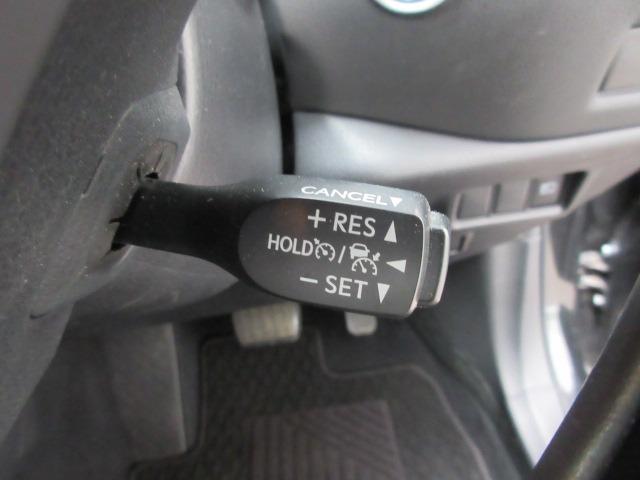 CANCEL▼
+RES▲
HOLD / ◀
−SET▼